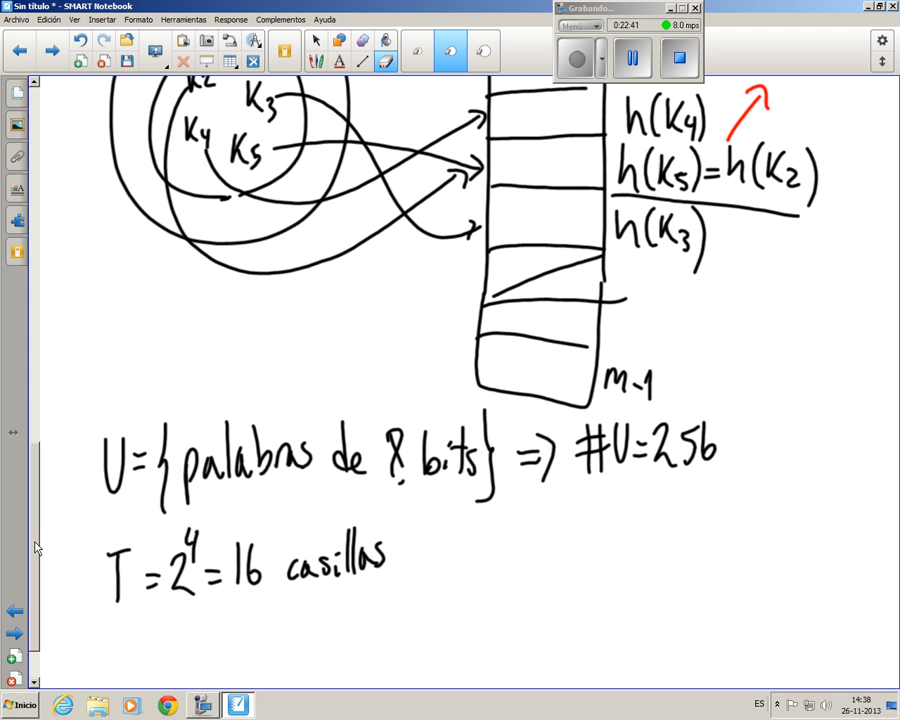 Sin título * - SMART Notebook
Grabando...
Archivo Edición Ver Insertar Formato Herramientas Response Complementos Ayuda
Menú 0:22:41 8.0 mps
K2
K3
K4
K5
h(K4)
h(K5)=h(K2)
h(K3)
m-1
U={palabras de 8 bits} => #U=256
T=2^4=16 casillas
Inicio
ES
14:38
26-11-2013